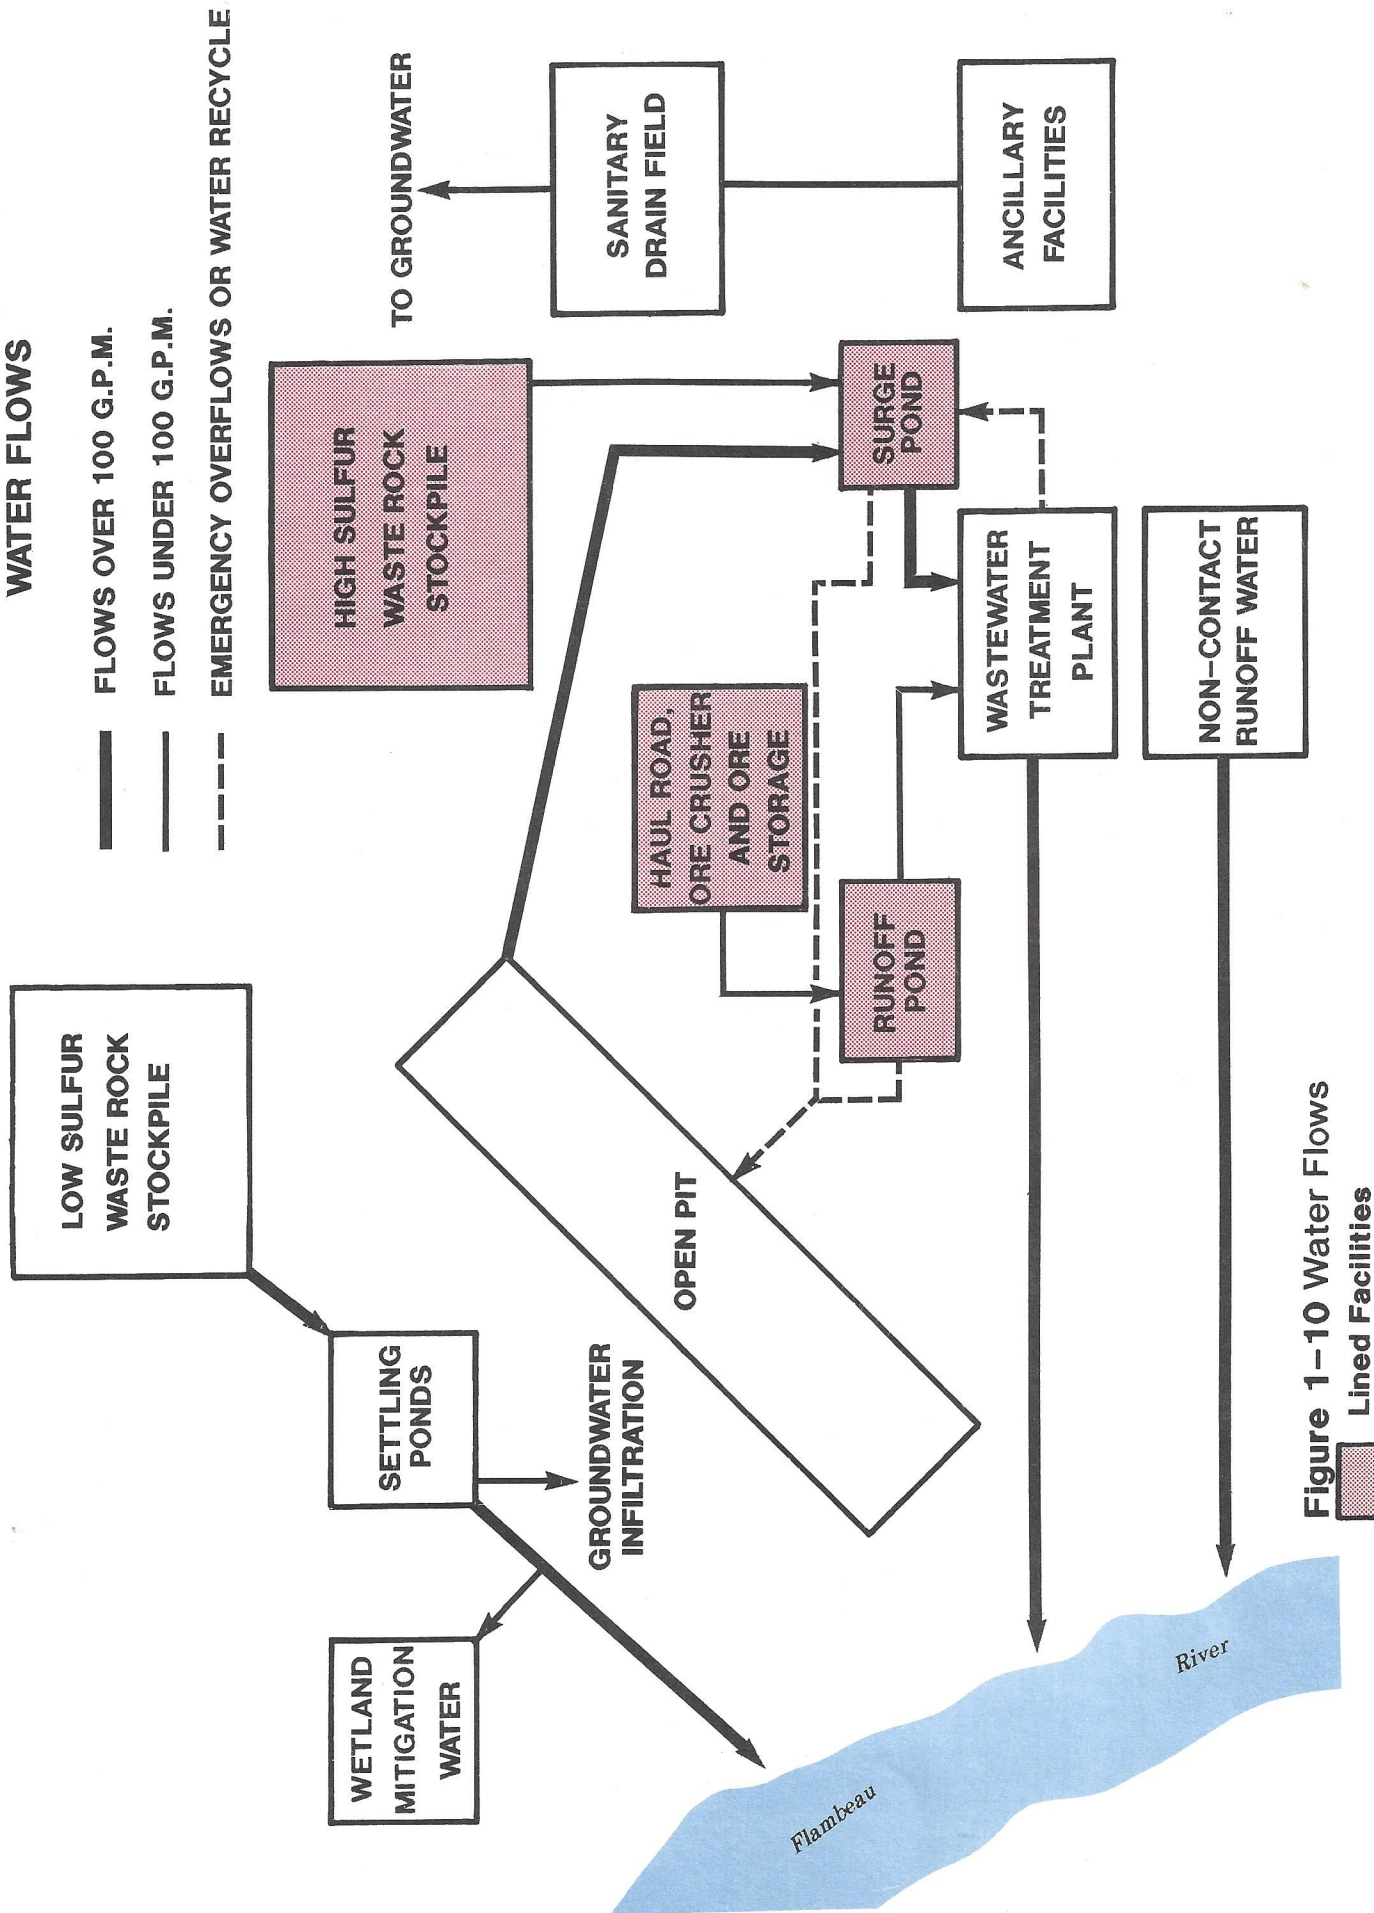 WATER FLOWS
FLOWS OVER 100 G.P.M.
FLOWS UNDER 100 G.P.M.
EMERGENCY OVERFLOWS OR WATER RECYCLE
LOW SULFUR
WASTE ROCK
STOCKPILE
HIGH SULFUR
WASTE ROCK
STOCKPILE
TO GROUNDWATER
WETLAND
MITIGATION
WATER
SETTLING
PONDS
GROUNDWATER
INFILTRATION
OPEN PIT
HAUL ROAD,
ORE CRUSHER
AND ORE
STORAGE
SANITARY
DRAIN FIELD
RUNOFF
POND
SURGE
POND
WASTEWATER
TREATMENT
PLANT
ANCILLARY
FACILITIES
NON-CONTACT
RUNOFF WATER
Flambeau
River
Figure 1-10 Water Flows
Lined Facilities